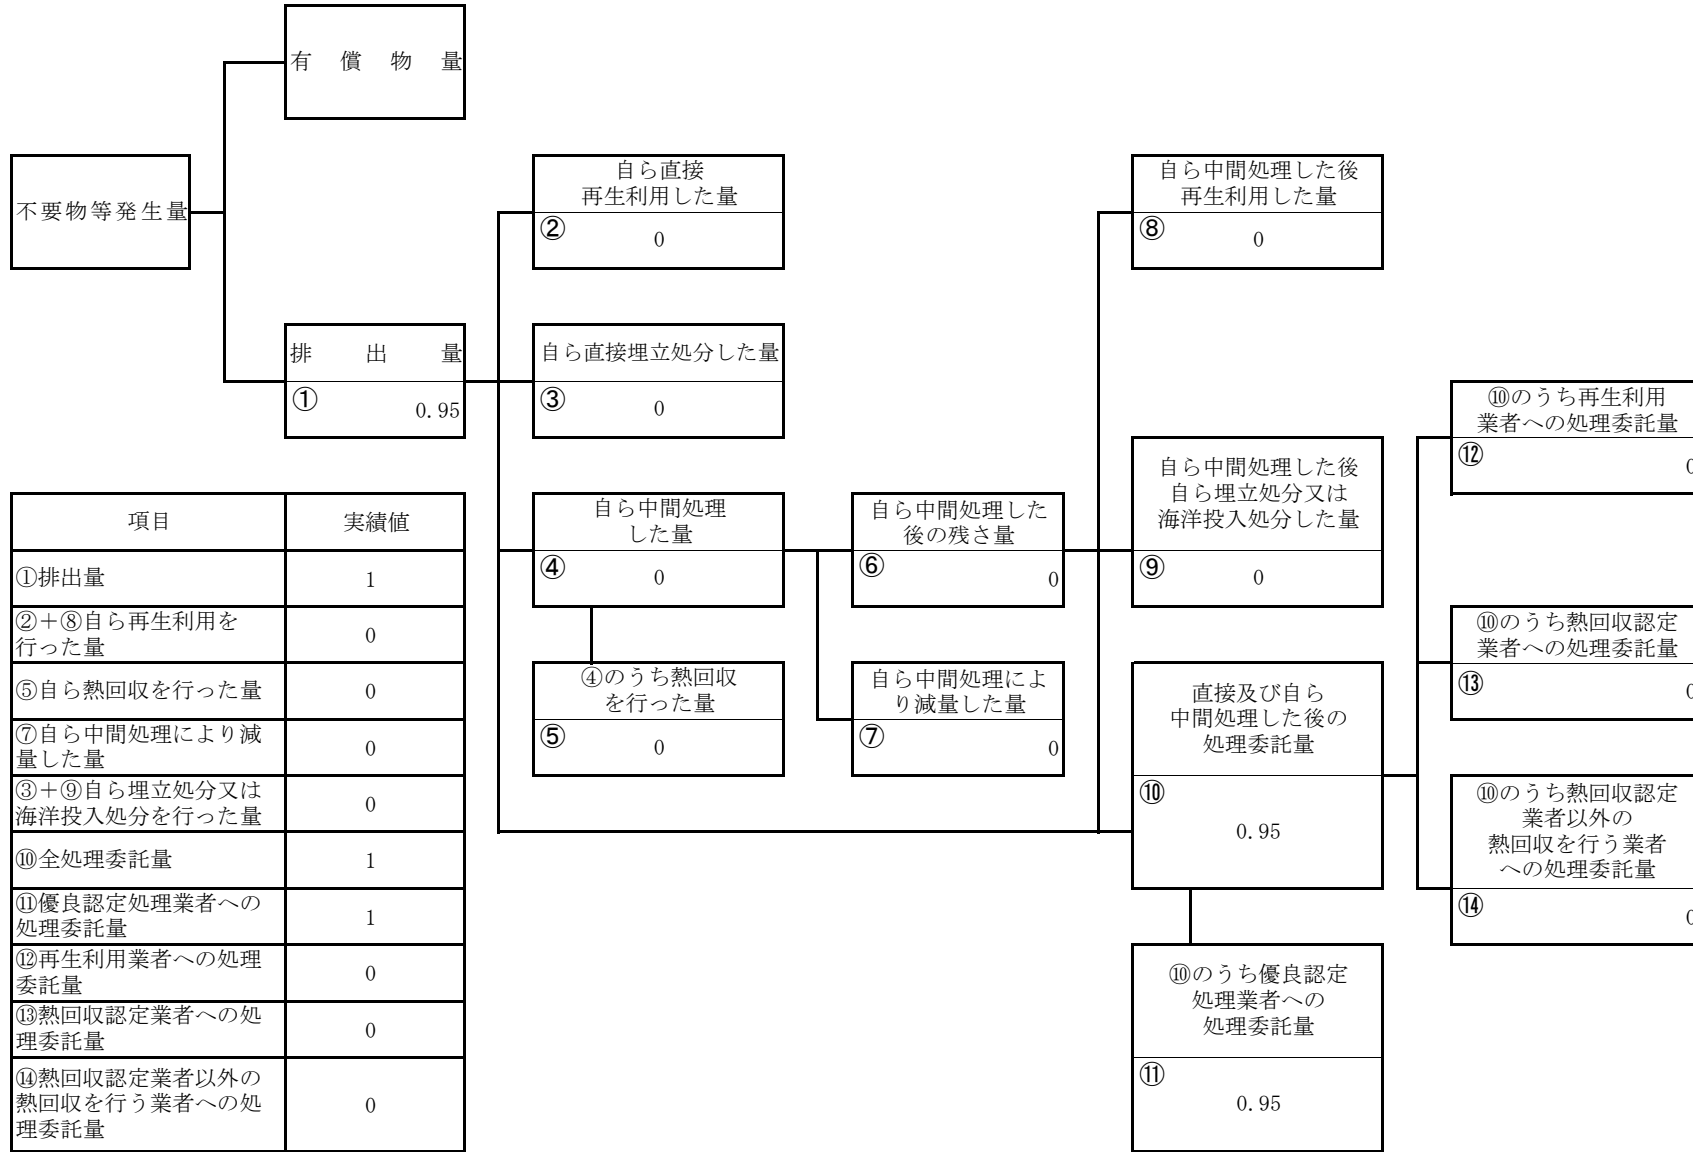 有償物量
不要物等発生量
自ら直接
再生利用した量
②
0
自ら中間処理した後
再生利用した量
⑧
0
排出量
①
0.95
自ら直接埋立処分した量
③
0
⑩のうち再生利用
業者への処理委託量
⑫
0
自ら中間処理した後
自ら埋立処分又は
海洋投入処分した量
⑨
0
自ら中間処理
した量
④
0
自ら中間処理した
後の残さ量
⑥
0
⑩のうち熱回収認定
業者への処理委託量
⑬
0
④のうち熱回収
を行った量
⑤
0
自ら中間処理によ
り減量した量
⑦
0
直接及び自ら
中間処理した後の
処理委託量
⑩
0.95
⑩のうち熱回収認定
業者以外の
熱回収を行う業者
への処理委託量
⑭
0
⑩のうち優良認定
処理業者への
処理委託量
⑪
0.95
項目 実績値
①排出量 1
②＋⑧自ら再生利用を
行った量 0
⑤自ら熱回収を行った量 0
⑦自ら中間処理により減
量した量 0
③＋⑨自ら埋立処分又は
海洋投入処分を行った量 0
⑩全処理委託量 1
⑪優良認定処理業者への
処理委託量 1
⑫再生利用業者への処理
委託量 0
⑬熱回収認定業者への処
理委託量 0
⑭熱回収認定業者以外の
熱回収を行う業者への処
理委託量 0